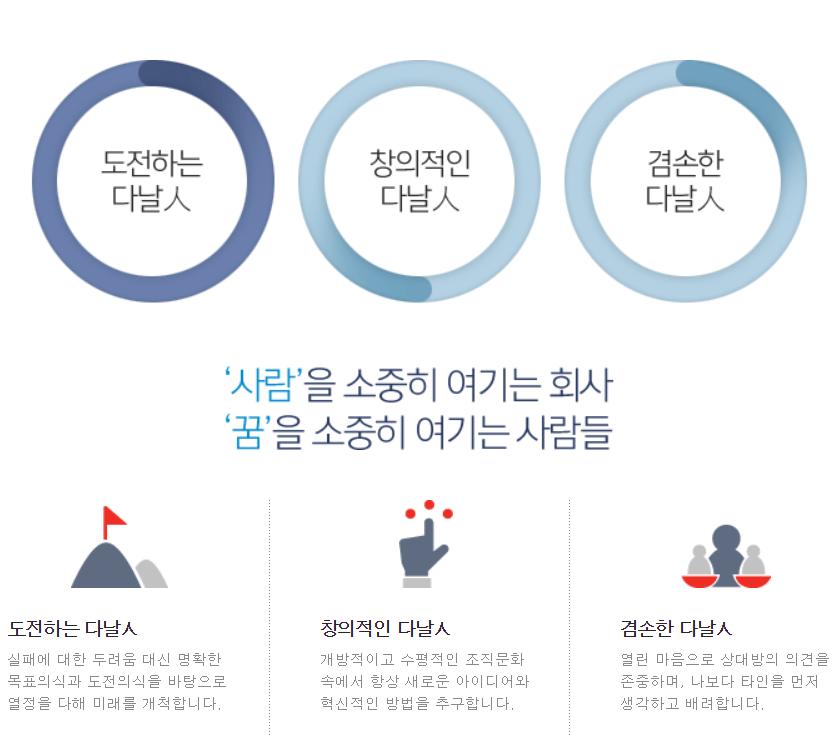 도전하는
다날人
창의적인
다날人
겸손한
다날人
‘사람’을 소중히 여기는 회사
‘꿈’을 소중히 여기는 사람들
도전하는 다날人
실패에 대한 두려움 대신 명확한
목표의식과 도전의식을 바탕으로
열정을 다해 미래를 개척합니다.
창의적인 다날人
개방적이고 수평적인 조직문화
속에서 항상 새로운 아이디어와
혁신적인 방법을 추구합니다.
겸손한 다날人
열린 마음으로 상대방의 의견을
존중하며, 나보다 타인을 먼저
생각하고 배려합니다.